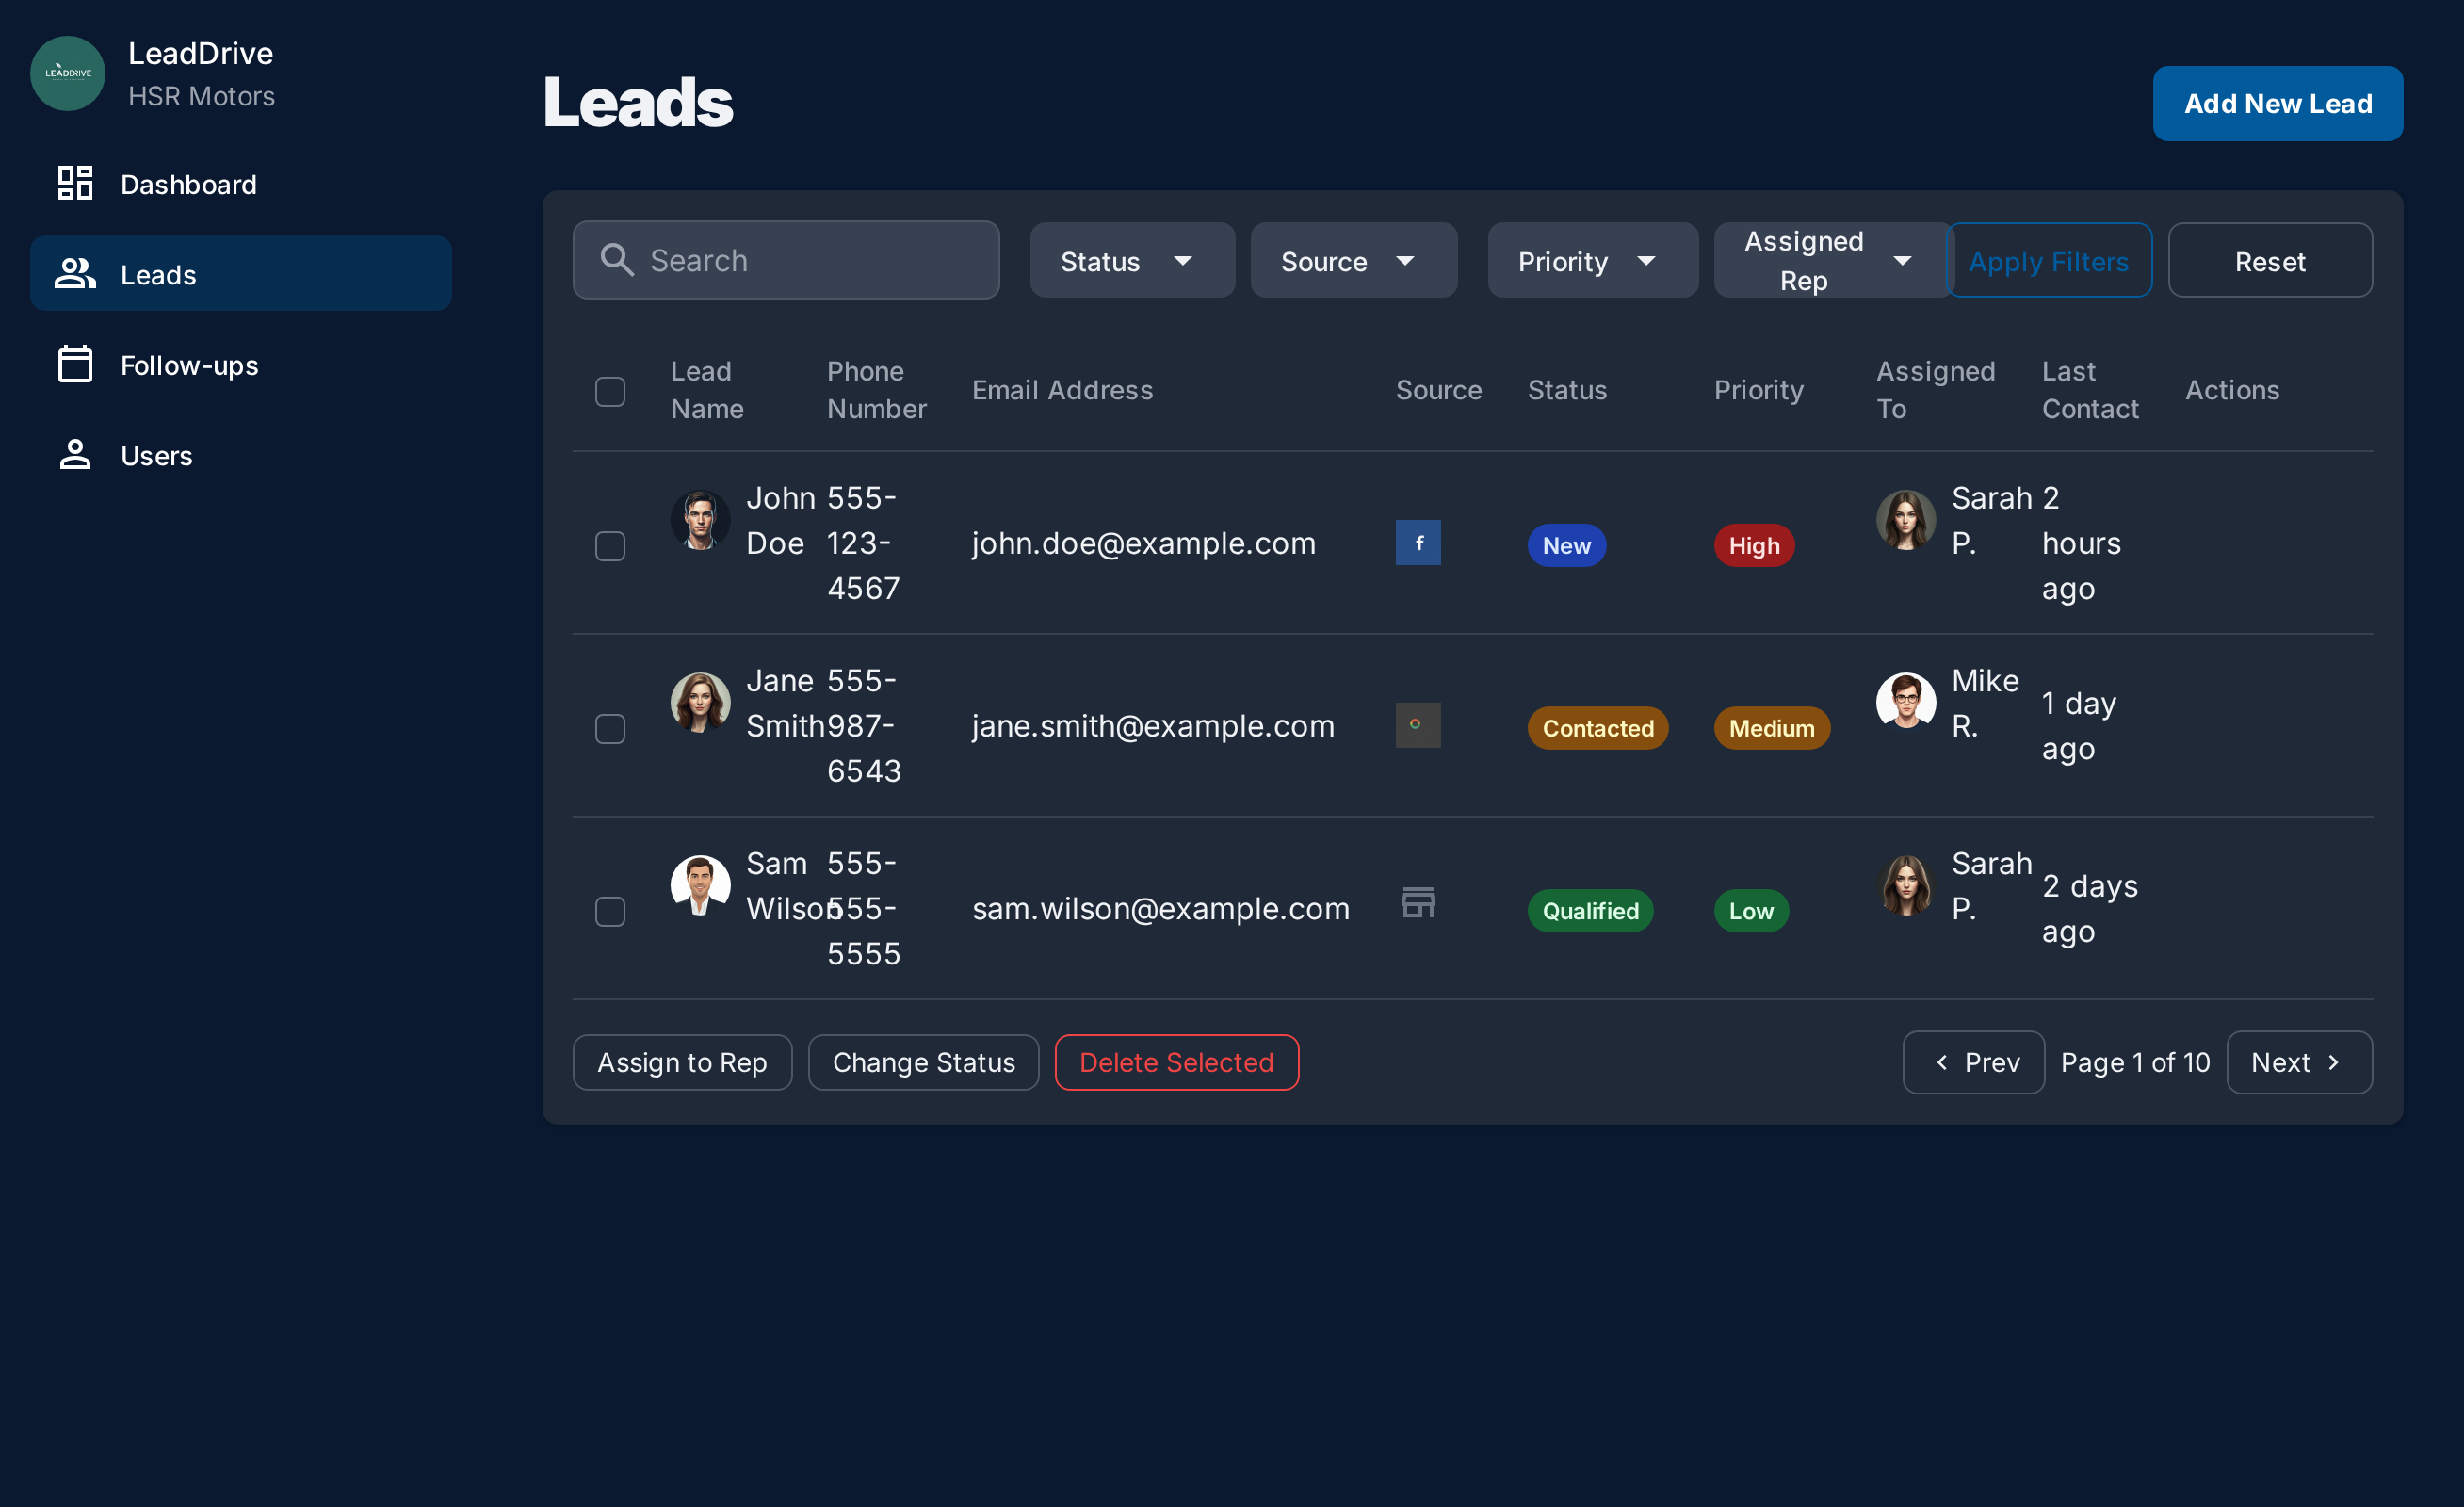 LEADDRIVE
LeadDrive
HSR Motors
Dashboard
Leads
Follow-ups
Users
Leads
Add New Lead
Search
Status
Source
Priority
Assigned
Rep
Apply Filters
Reset
Lead
Name
Phone
Number
Email Address
Source
Status
Priority
Assigned
To
Last
Contact
Actions
John
Doe
555-
123-
4567
john.doe@example.com
f
New
High
Sarah
P.
2
hours
ago
Jane
Smith
555-
987-
6543
jane.smith@example.com
Contacted
Medium
Mike
R.
1 day
ago
Sam
Wilson
555-
555-
5555
sam.wilson@example.com
Qualified
Low
Sarah
P.
2 days
ago
Assign to Rep
Change Status
Delete Selected
Prev
Page 1 of 10
Next